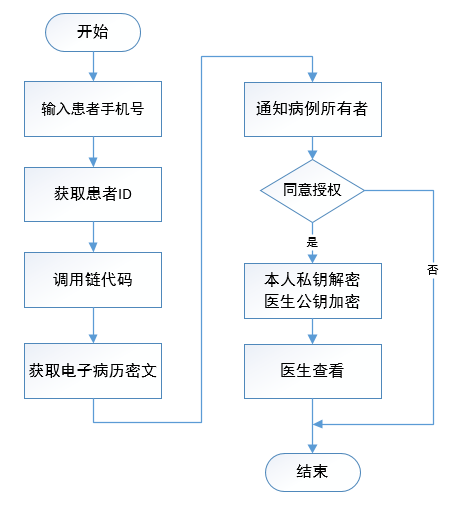 开始
输入患者手机号
获取患者ID
调用链代码
获取电子病历密文
通知病例所有者
同意授权
是
否
本人私钥解密
医生公钥加密
医生查看
结束